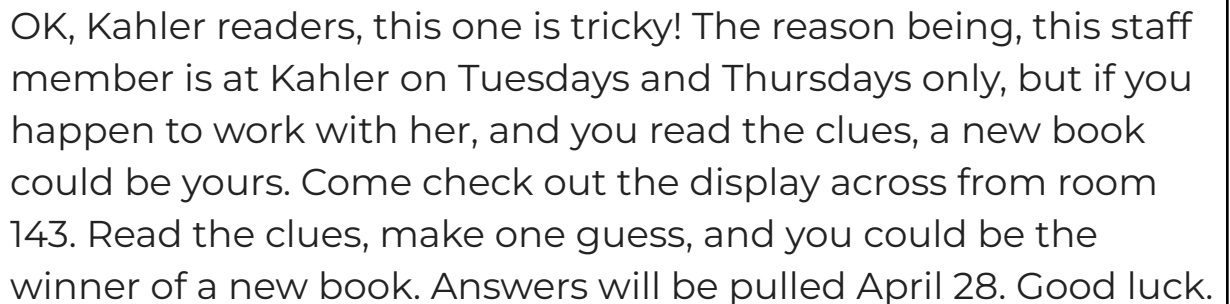 OK, Kahler readers, this one is tricky! The reason being, this staff
member is at Kahler on Tuesdays and Thursdays only, but if you
happen to work with her, and you read the clues, a new book
could be yours. Come check out the display across from room
143. Read the clues, make one guess, and you could be the
winner of a new book. Answers will be pulled April 28. Good luck.